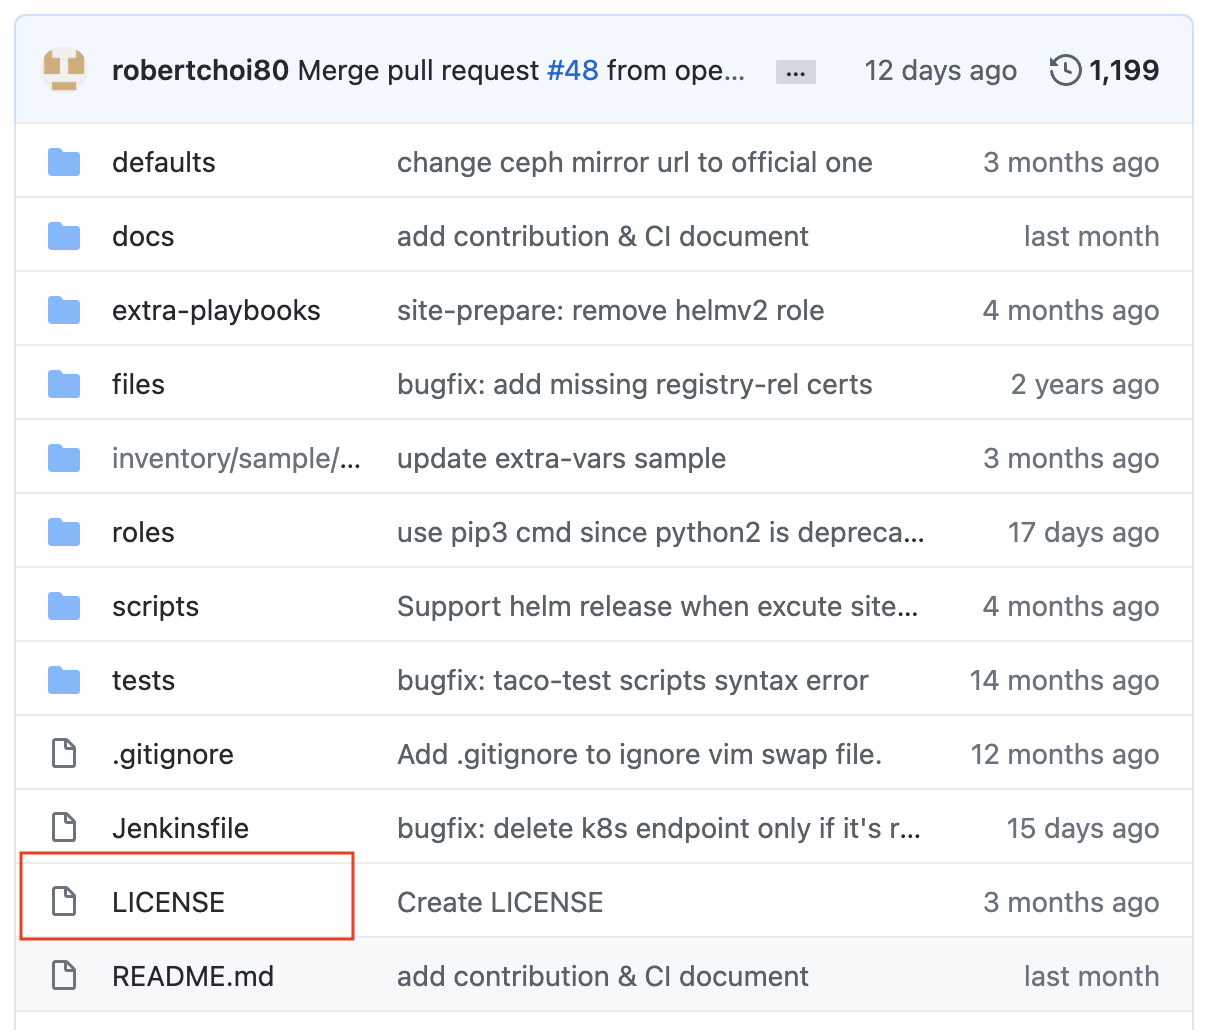 robertchoi80 Merge pull request #48 from ope... ... 12 days ago 1,199
defaults change ceph mirror url to official one 3 months ago
docs add contribution & CI document last month
extra-playbooks site-prepare: remove helmv2 role 4 months ago
files bugfix: add missing registry-rel certs 2 years ago
inventory/sample/... update extra-vars sample 3 months ago
roles use pip3 cmd since python2 is depreca... 17 days ago
scripts Support helm release when excute site... 4 months ago
tests bugfix: taco-test scripts syntax error 14 months ago
.gitignore Add .gitignore to ignore vim swap file. 12 months ago
Jenkinsfile bugfix: delete k8s endpoint only if it's r... 15 days ago
LICENSE Create LICENSE 3 months ago
README.md add contribution & CI document last month